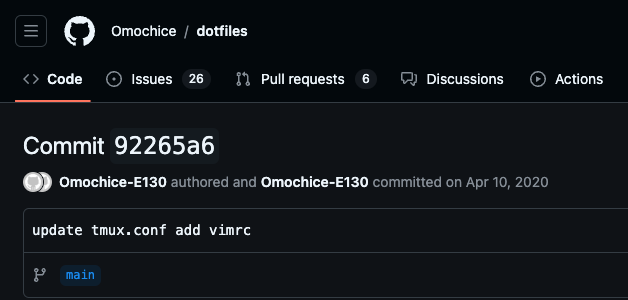 Omochice / dotfiles
Code Issues 26 Pull requests 6 Discussions Actions
Commit 92265a6
Omochice-E130 authored and Omochice-E130 committed on Apr 10, 2020
update tmux.conf add vimrc
main